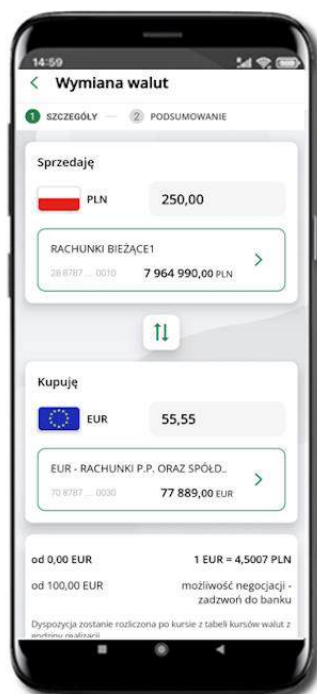 14:59
Wymiana walut
1 SZCZEGÓŁY — 2 PODSUMOWANIE
Sprzedaję
PLN 250,00
RACHUNKI BIEŻĄCE1
28 8787 ... 0010 7 964 990,00 PLN
Kupuję
EUR 55,55
EUR - RACHUNKI P.P. ORAZ SPÓŁD..
70 8787 ... 0030 77 889,00 EUR
od 0,00 EUR 1 EUR = 4,5007 PLN
od 100,00 EUR możliwość negocjacji -
zadzwoń do banku
Dyspozycja zostanie rozliczona po kursie z tabeli kursów walut z
godziny realizacji